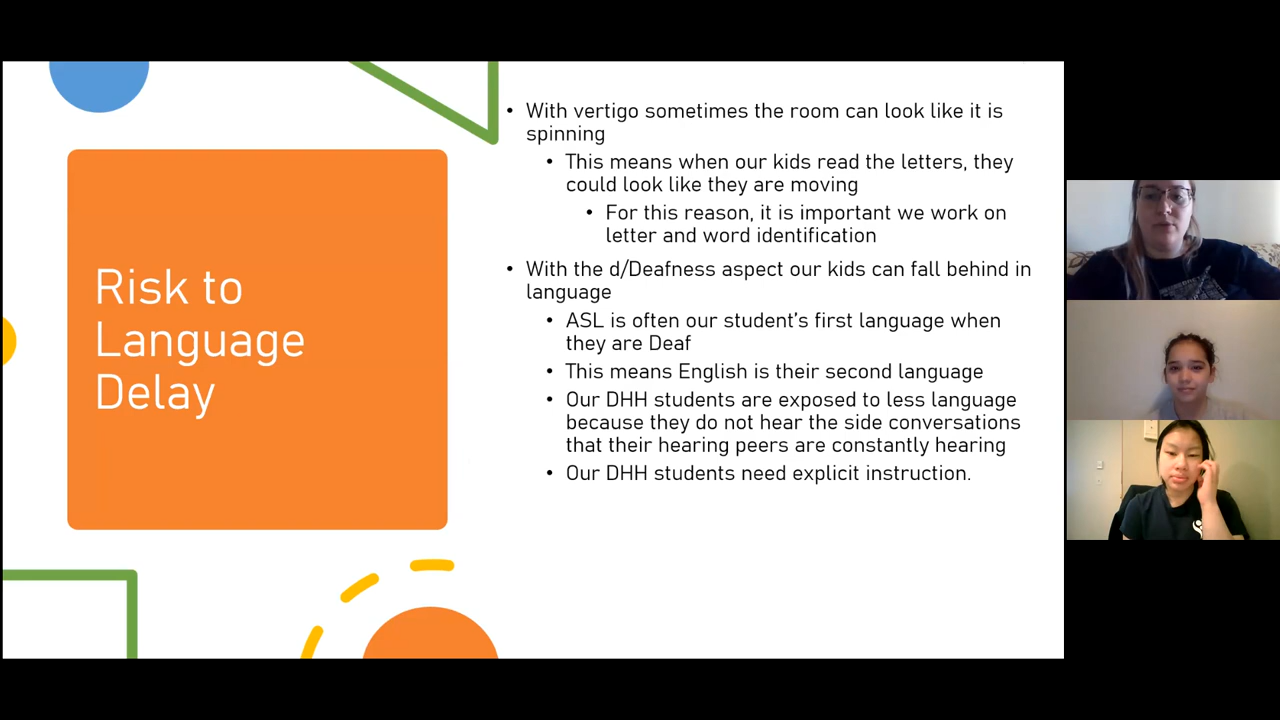 Risk to
Language
Delay
• With vertigo sometimes the room can look like it is
spinning
• This means when our kids read the letters, they
could look like they are moving
• For this reason, it is important we work on
letter and word identification
• With the d/Deafness aspect our kids can fall behind in
language
• ASL is often our student's first language when
they are Deaf
• This means English is their second language
• Our DHH students are exposed to less language
because they do not hear the side conversations
that their hearing peers are constantly hearing
• Our DHH students need explicit instruction.